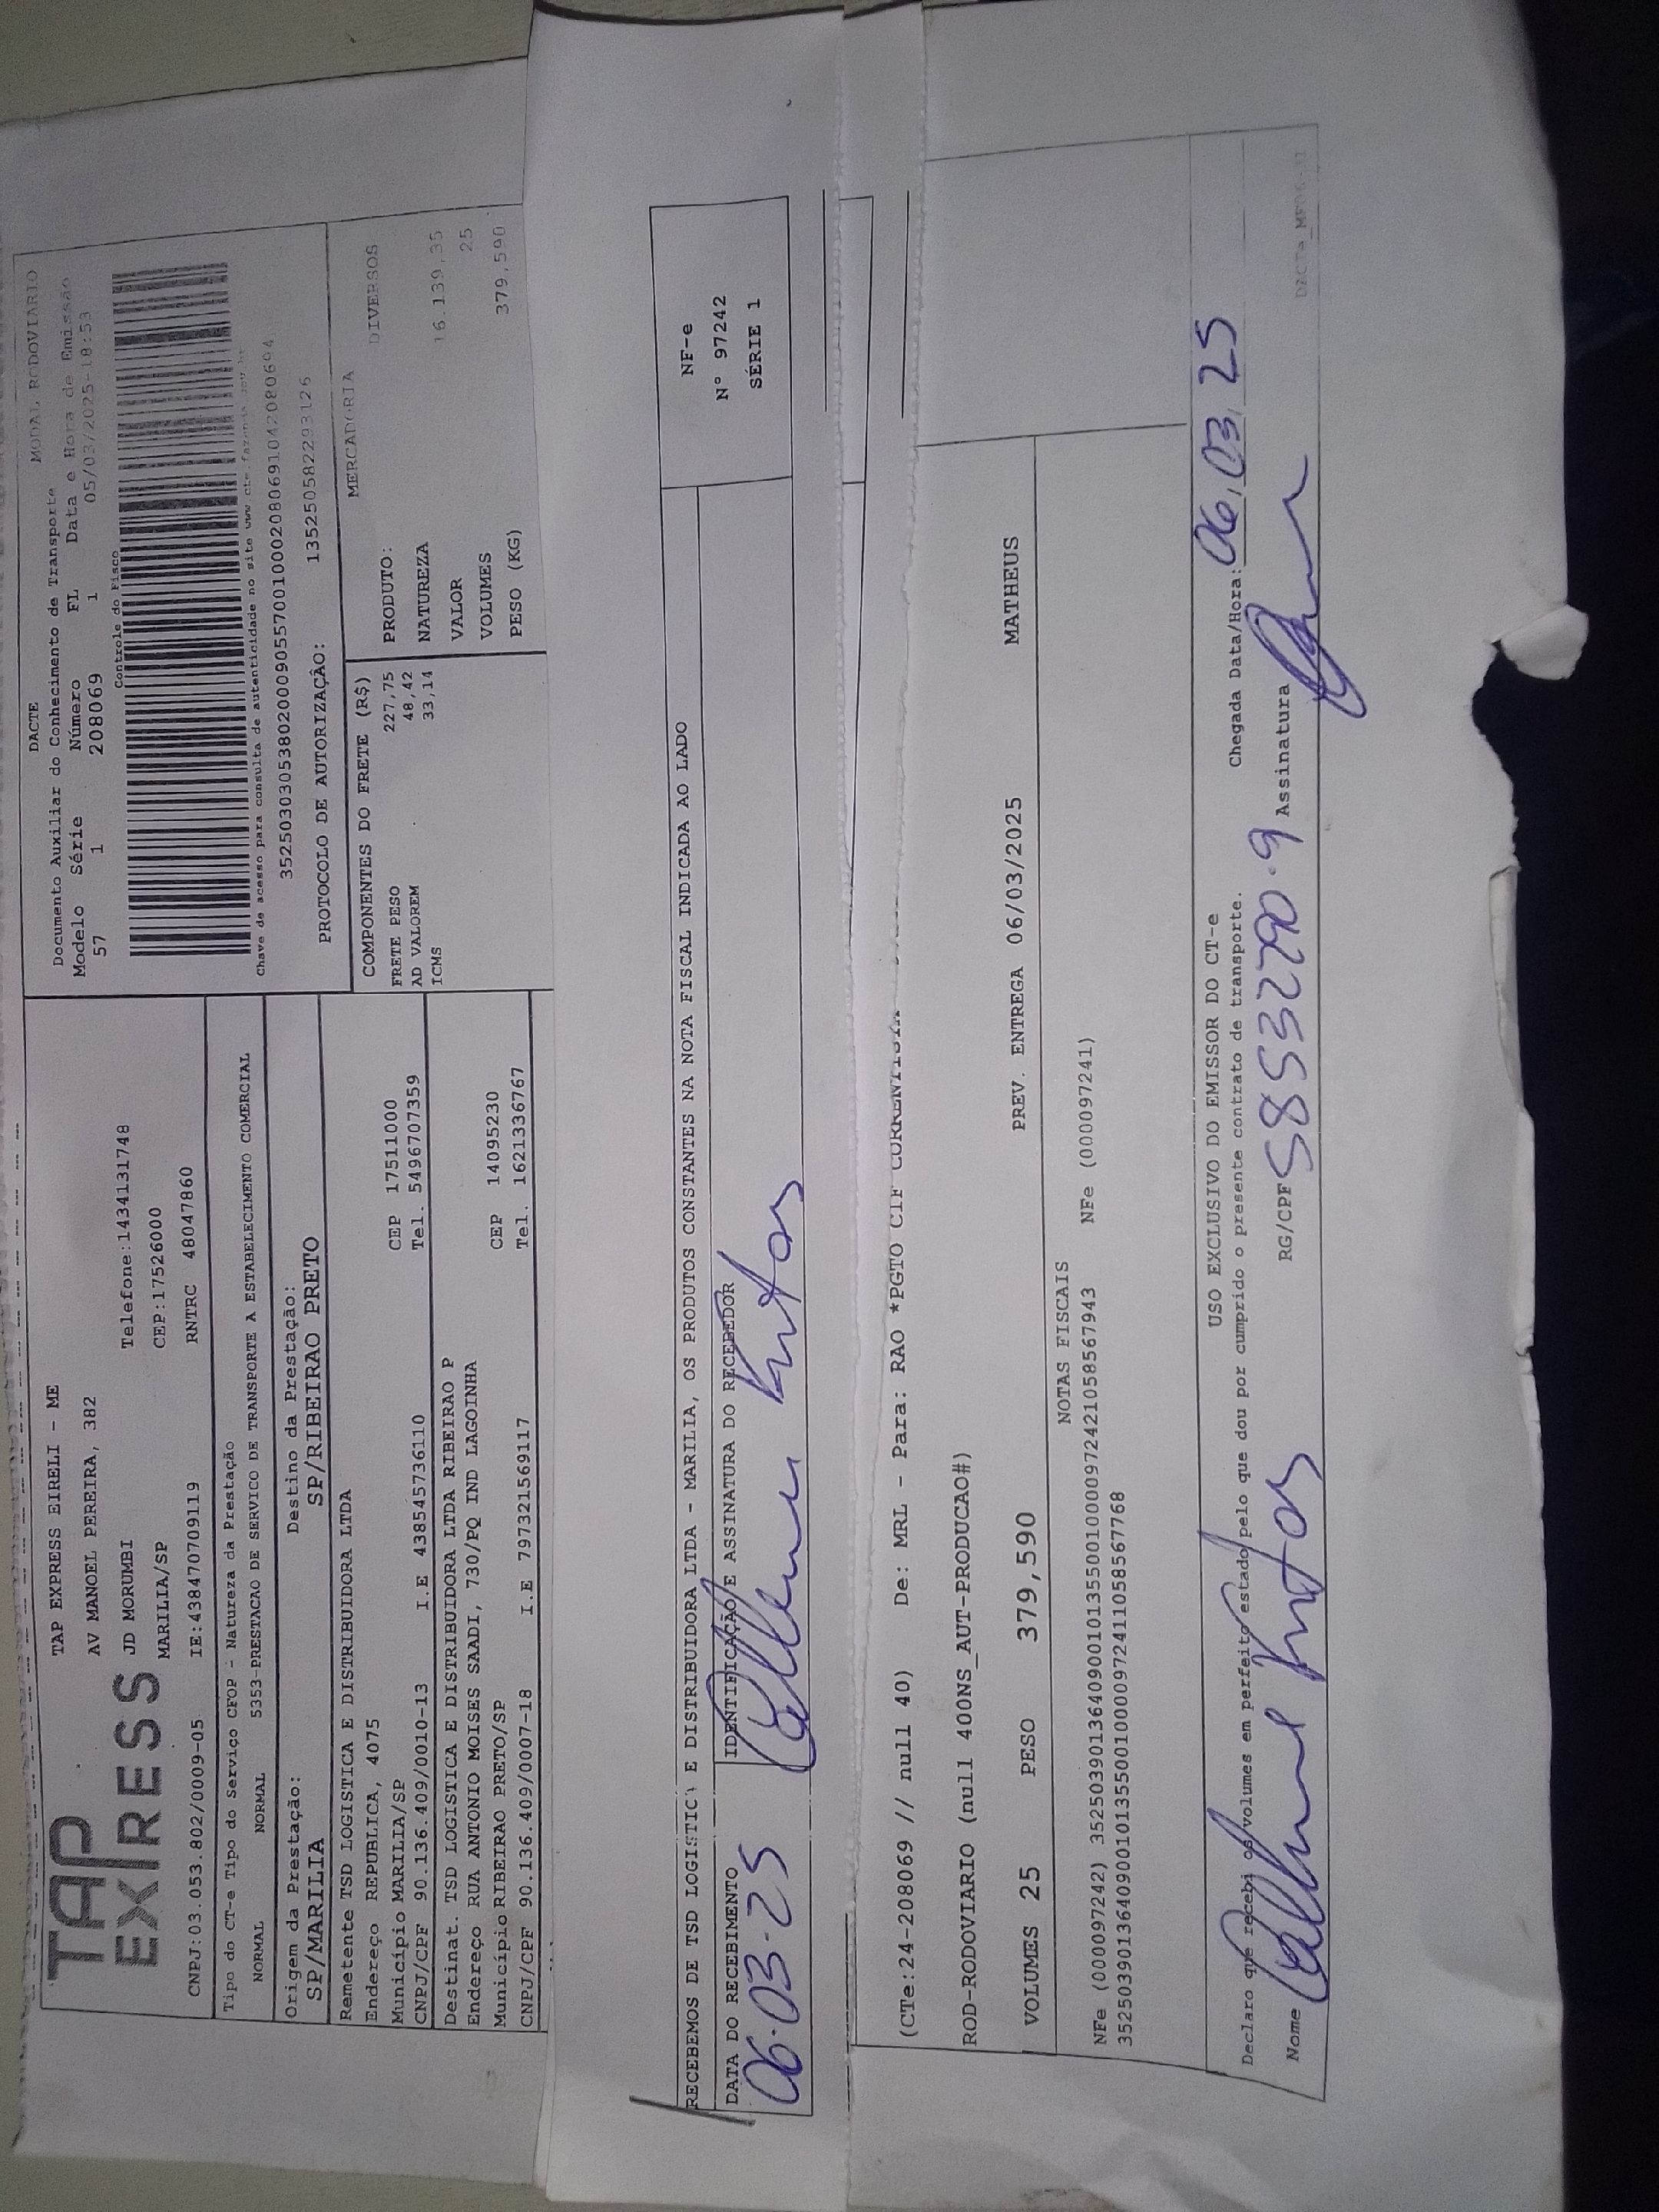 TAP
EXPRESS
TAP EXPRESS EIRELI - ME
AV MANOEL PEREIRA, 382
JD MORUMBI Telefone:1434131748
MARILIA/SP CEP:17526000
CNPJ:03.053.802/0009-05 IE:438470709119 RNTRC 48047860
Tipo do CT-e Tipo do Serviço CFOP - Natureza da Prestação
NORMAL NORMAL 5353-PRESTACAO DE SERVICO DE TRANSPORTE A ESTABELECIMENTO COMERCIAL
Origem da Prestação: Destino da Prestação:
SP/MARILIA SP/RIBEIRAO PRETO
Remetente TSD LOGISTICA E DISTRIBUIDORA LTDA
Endereço REPUBLICA, 4075
Município MARILIA/SP CEP 17511000
CNPJ/CPF 90.136.409/0010-13 I.E 438545736110 Tel. 5496707359
Destinat. TSD LOGISTICA E DISTRIBUIDORA LTDA RIBEIRAO P
Endereço RUA ANTONIO MOISES SAADI, 730/PQ IND LAGOINHA
Município RIBEIRAO PRETO/SP CEP 14095230
CNPJ/CPF 90.136.409/0007-18 I.E 797321569117 Tel. 1621336767
DACTE MODAL RODOVIARIO
Documento Auxiliar do Conhecimento de Transporte
Modelo Série Número FL Data e Hora de Emissão
57 1 208069 1 05/03/2025-18:53
Controle do Fisco
Chave de acesso para consulta de autenticidade no site
35250303053802000905570010002080691042080694
PROTOCOLO DE AUTORIZAÇÃO: 135250582293126
COMPONENTES DO FRETE (R$)
FRETE PESO 227,75
AD VALOREM 48,42
ICMS 33,14
MERCADORIA
PRODUTO: DIVERSOS
NATUREZA
VALOR 16.139,35
VOLUMES 25
PESO (KG) 379,590
RECEBEMOS DE TSD LOGISTIC E DISTRIBUIDORA LTDA - MARILIA, OS PRODUTOS CONSTANTES NA NOTA FISCAL INDICADA AO LADO
DATA DO RECEBIMENTO IDENTIFICAÇÃO E ASSINATURA DO RECEBEDOR
06-03-25
NF-e
N° 97242
SÉRIE 1
(CTe:24-208069 // null 40) De: MRL - Para: RAO *PGTO CIF CORRENTISTA
ROD-RODOVIARIO (null 400NS_AUT-PRODUCAO#)
VOLUMES 25 PESO 379,590 PREV. ENTREGA 06/03/2025 MATHEUS
NOTAS FISCAIS
NFe (000097242) 35250390136409001013550010000972421058567943 NFe (000097241)
35250390136409001013550010000972411058567768
USO EXCLUSIVO DO EMISSOR DO CT-e
Declaro que recebi os volumes em perfeito estado pelo que dou por cumprido o presente contrato de transporte. Chegada Data/Hora: 06,03,25
Nome RG/CPF 58532790.9 Assinatura